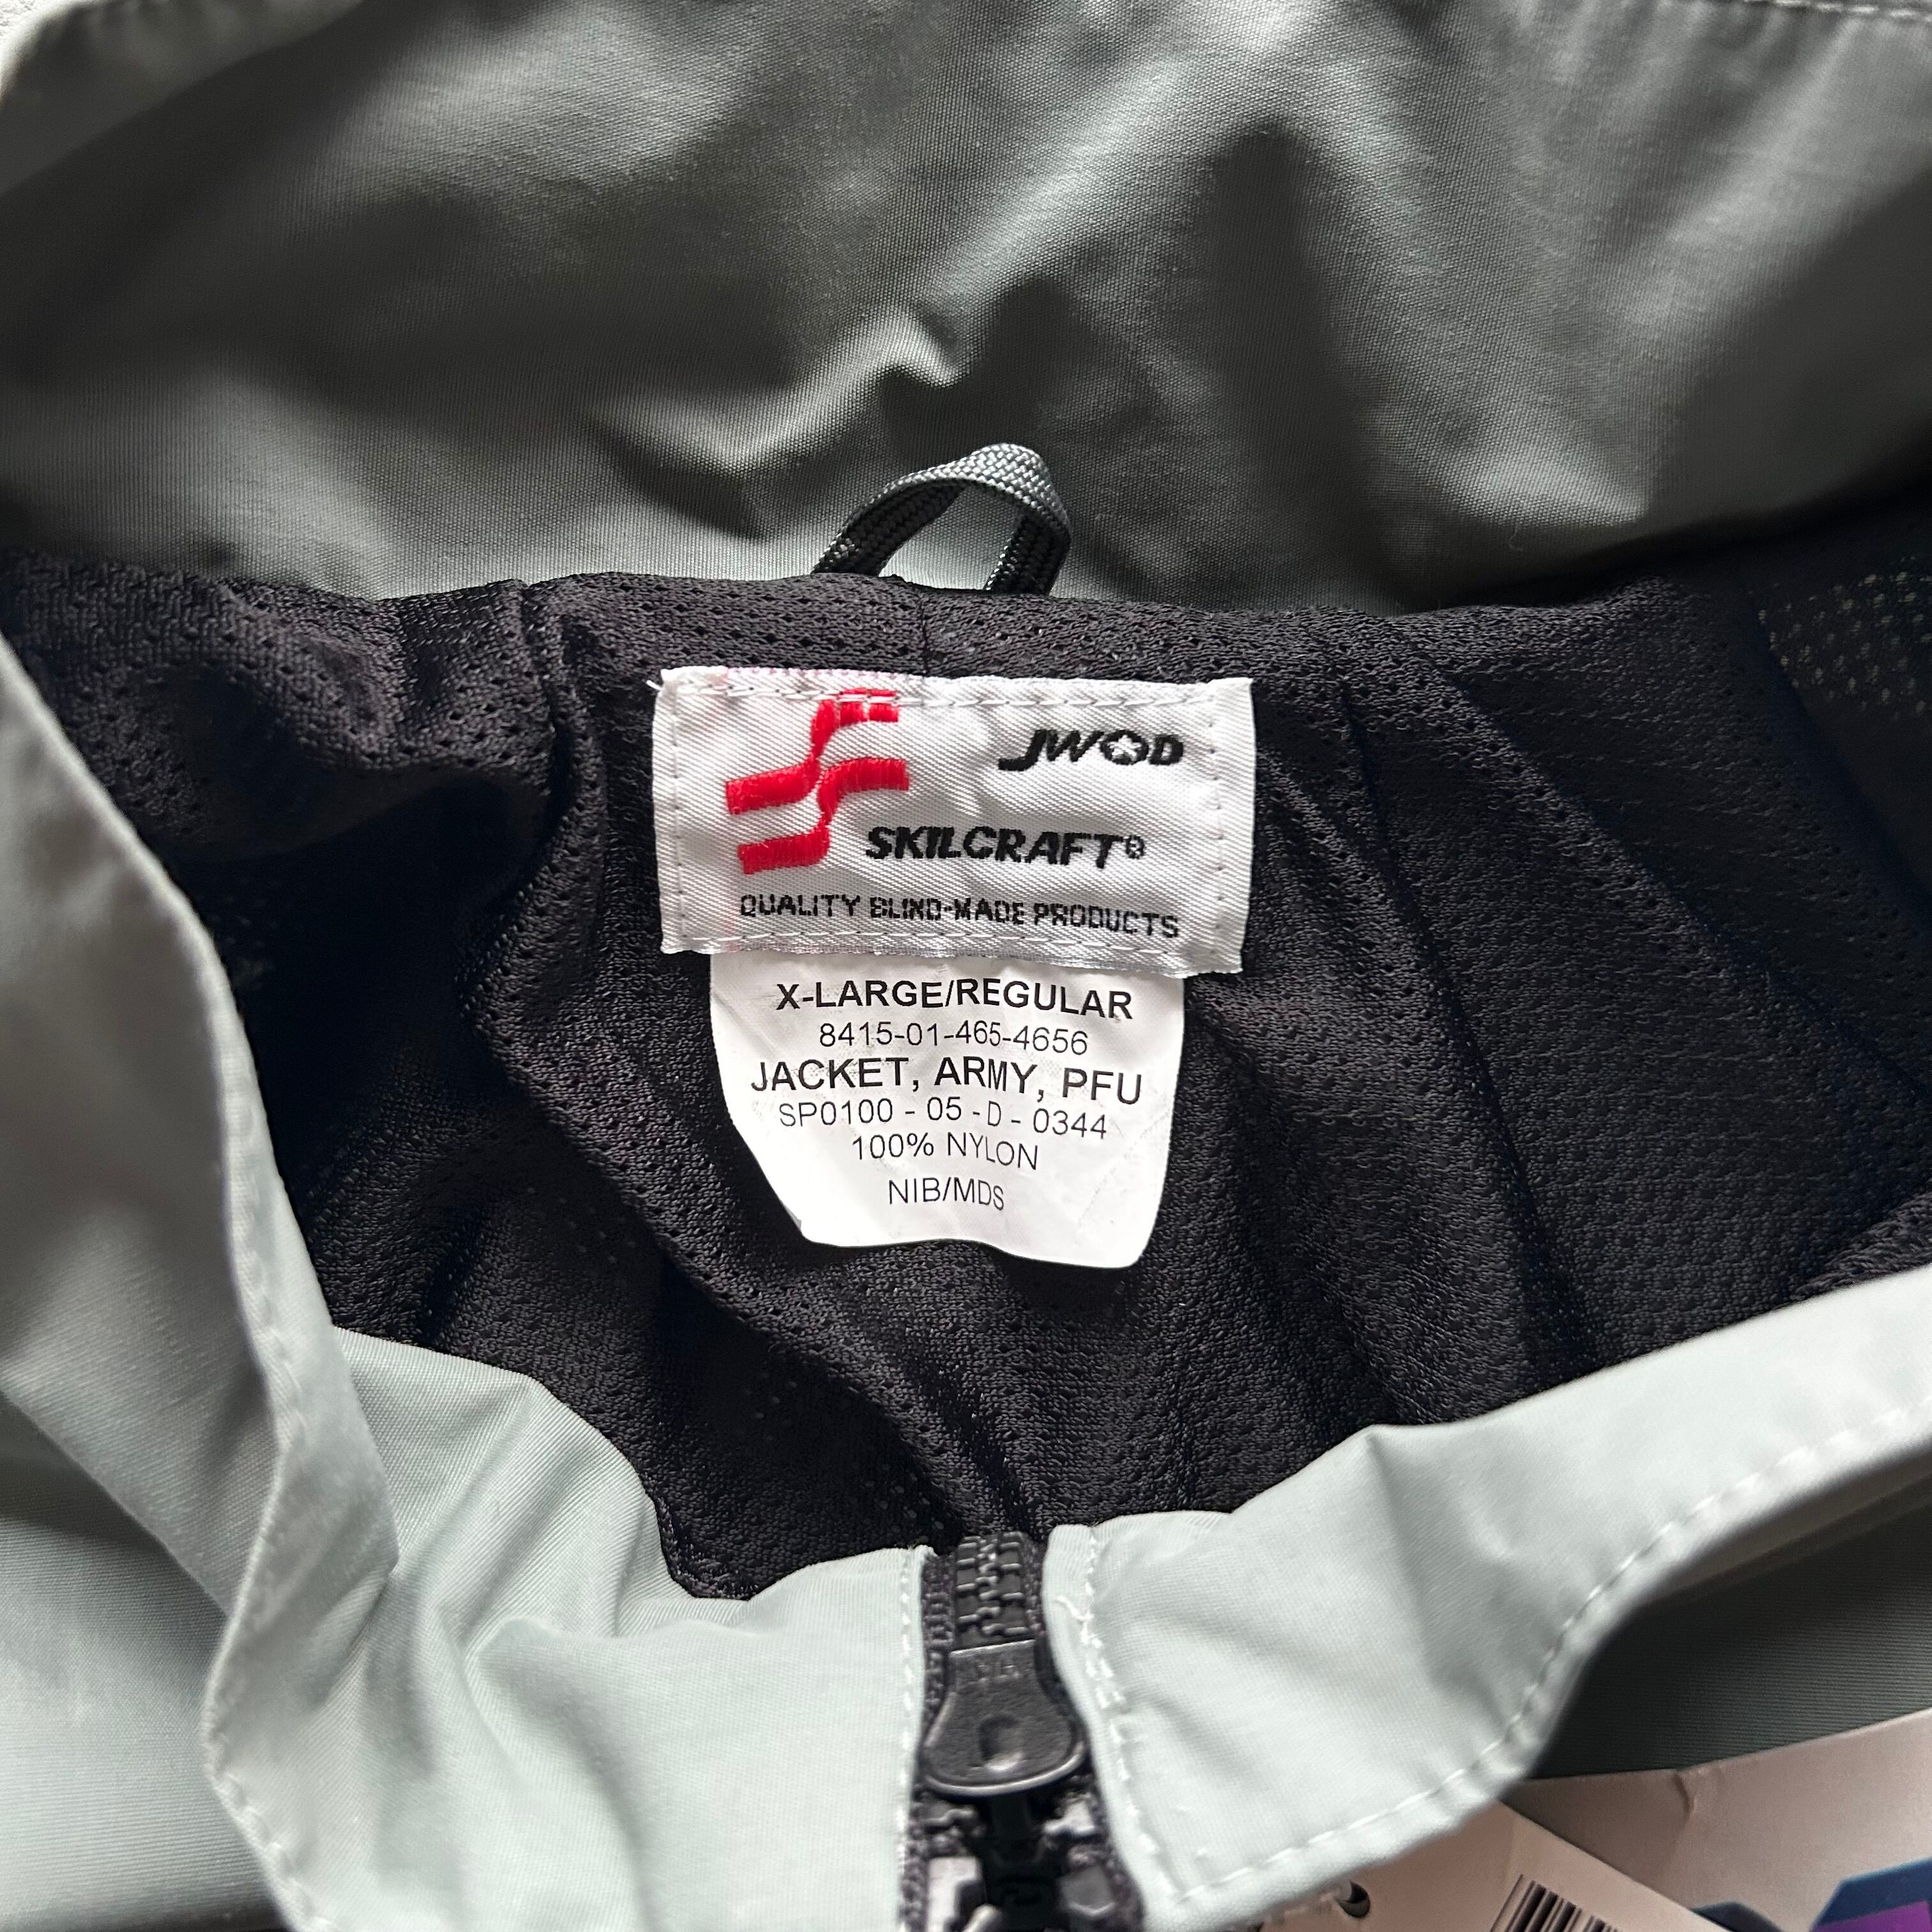 JWOD
SKILCRAFT®
QUALITY BLIND-MADE PRODUCTS
X-LARGE/REGULAR
8415-01-465-4656
JACKET, ARMY, PFU
SP0100 - 05 - D - 0344
100% NYLON
NIB/MDS